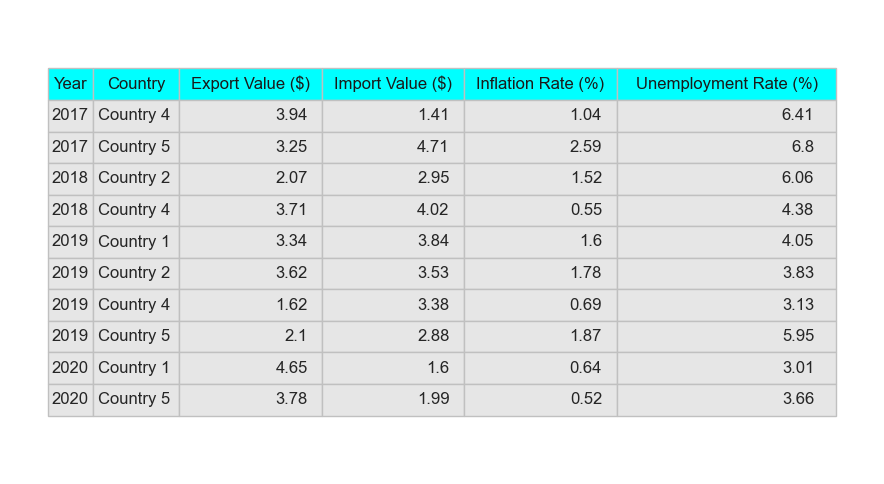 Year Country Export Value ($) Import Value ($) Inflation Rate (%) Unemployment Rate (%)
2017 Country 4 3.94 1.41 1.04 6.41
2017 Country 5 3.25 4.71 2.59 6.8
2018 Country 2 2.07 2.95 1.52 6.06
2018 Country 4 3.71 4.02 0.55 4.38
2019 Country 1 3.34 3.84 1.6 4.05
2019 Country 2 3.62 3.53 1.78 3.83
2019 Country 4 1.62 3.38 0.69 3.13
2019 Country 5 2.1 2.88 1.87 5.95
2020 Country 1 4.65 1.6 0.64 3.01
2020 Country 5 3.78 1.99 0.52 3.66